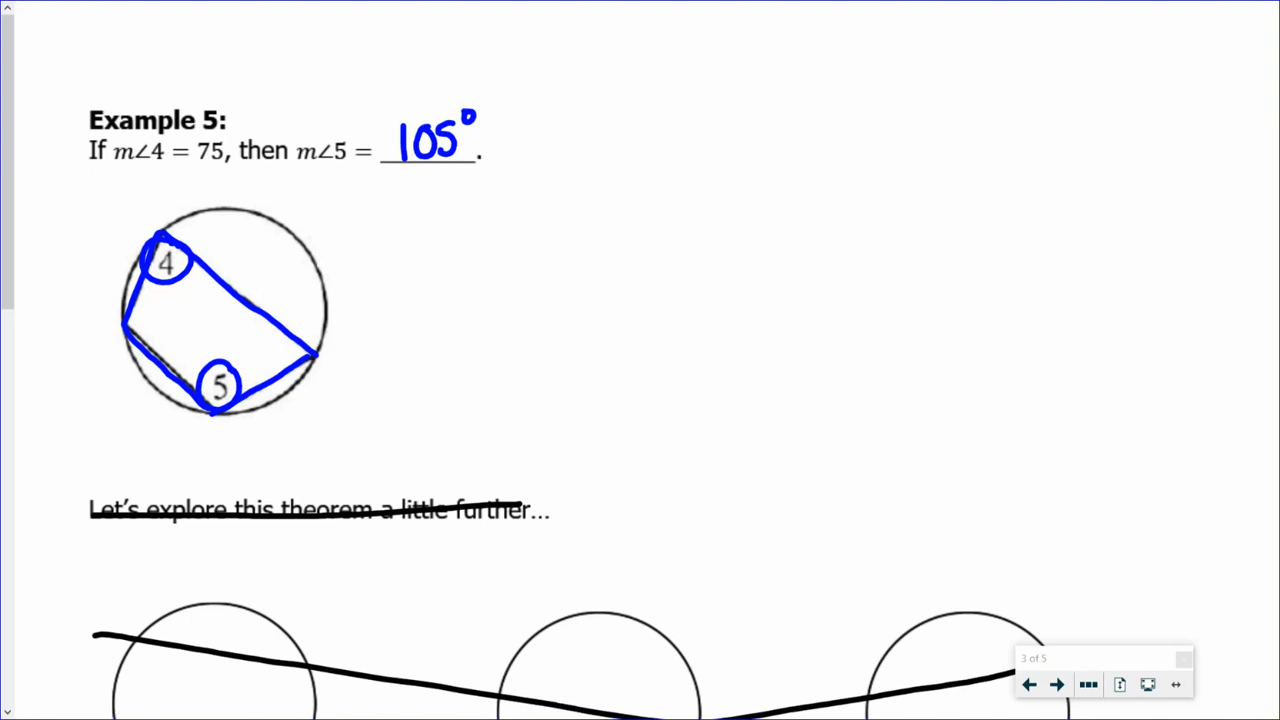 Example 5:
If m∠4 = 75, then m∠5 = 105°.
4
5
Let's explore this theorem a little further...
3 of 5